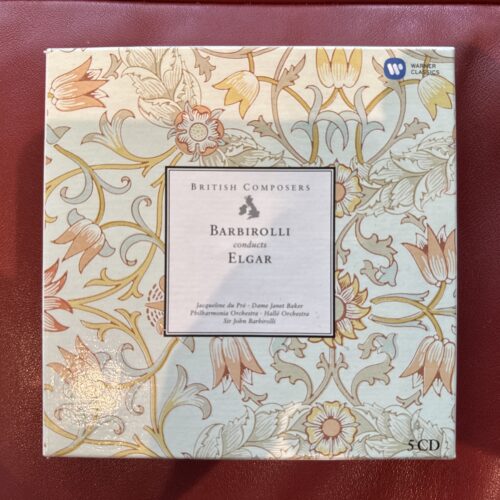 WARNER
CLASSICS
BRITISH COMPOSERS
BARBIROLLI
conducts
ELGAR
Jacqueline du Pré · Dame Janet Baker
Philharmonia Orchestra · Hallé Orchestra
Sir John Barbirolli
5 CD